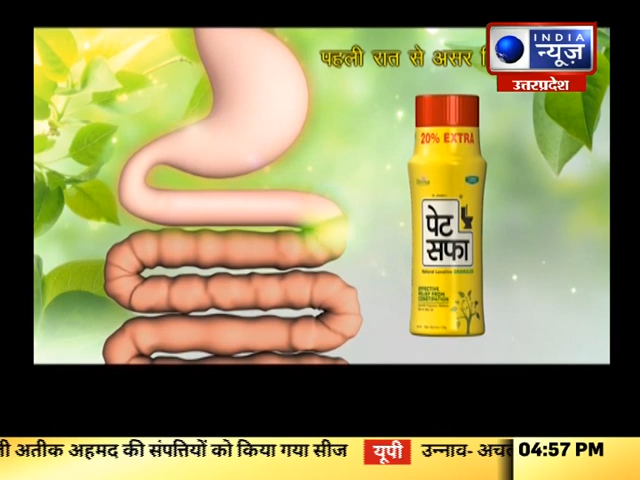 पहली रात से असर
INDIA
न्यूज़
उत्तरप्रदेश
20% EXTRA
पेट
सफा
Natural Laxative GRANULES
EFFECTIVE
RELIEF FROM
CONSTIPATION
अतीक अहमद की संपत्तियों को किया गया सीज यूपी उन्नाव-
04:57 PM